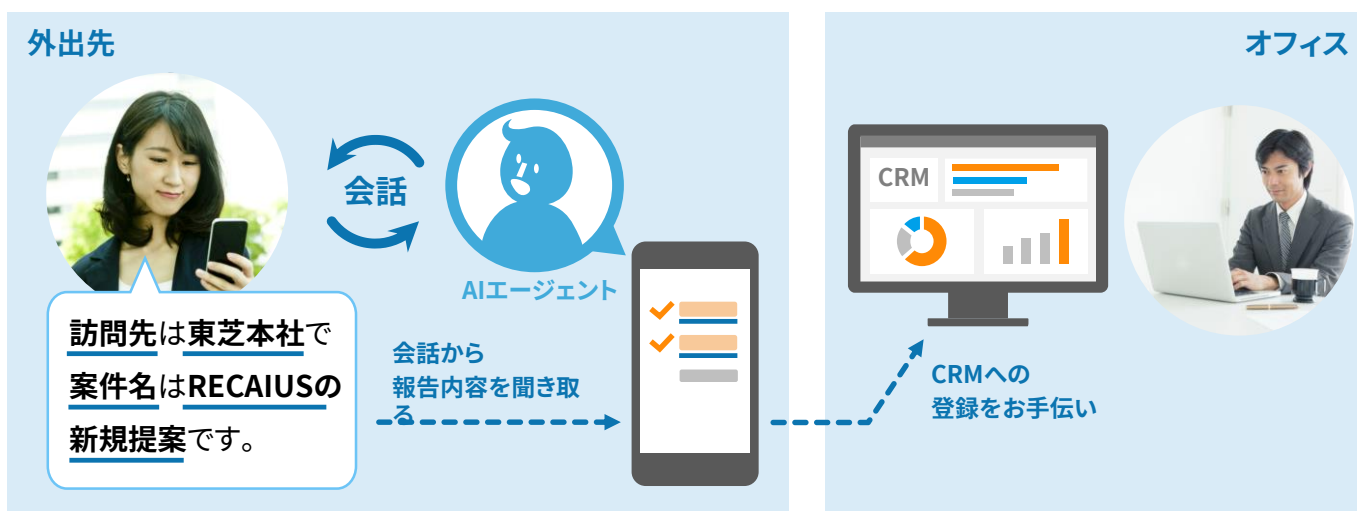 外出先
オフィス
会話
AIエージェント
訪問先は東芝本社で
案件名はRECAIUSの
新規提案です。
会話から
報告内容を聞き取
る
CRM
CRMへの
登録をお手伝い